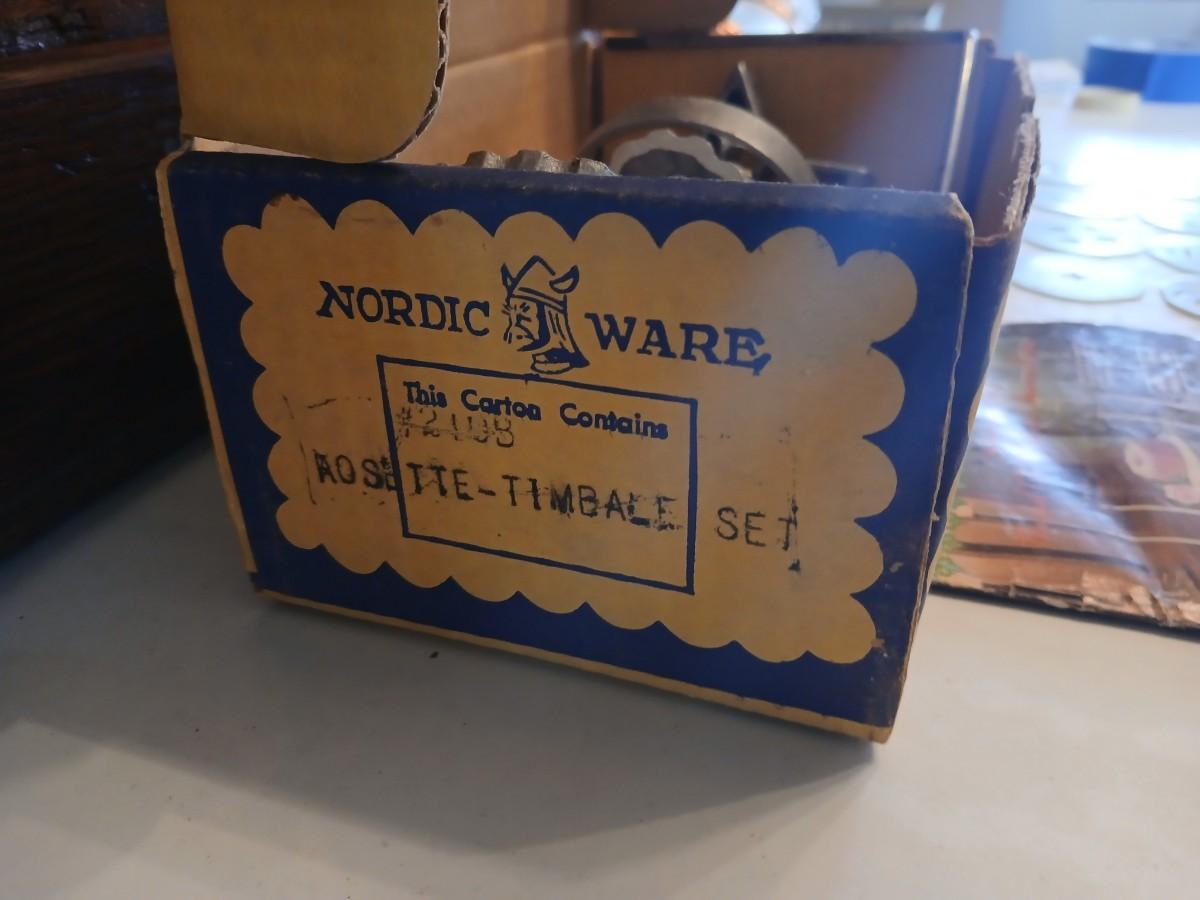 NORDIC WARE
This Carton Contains
ROSETTE-TIMBALE SET